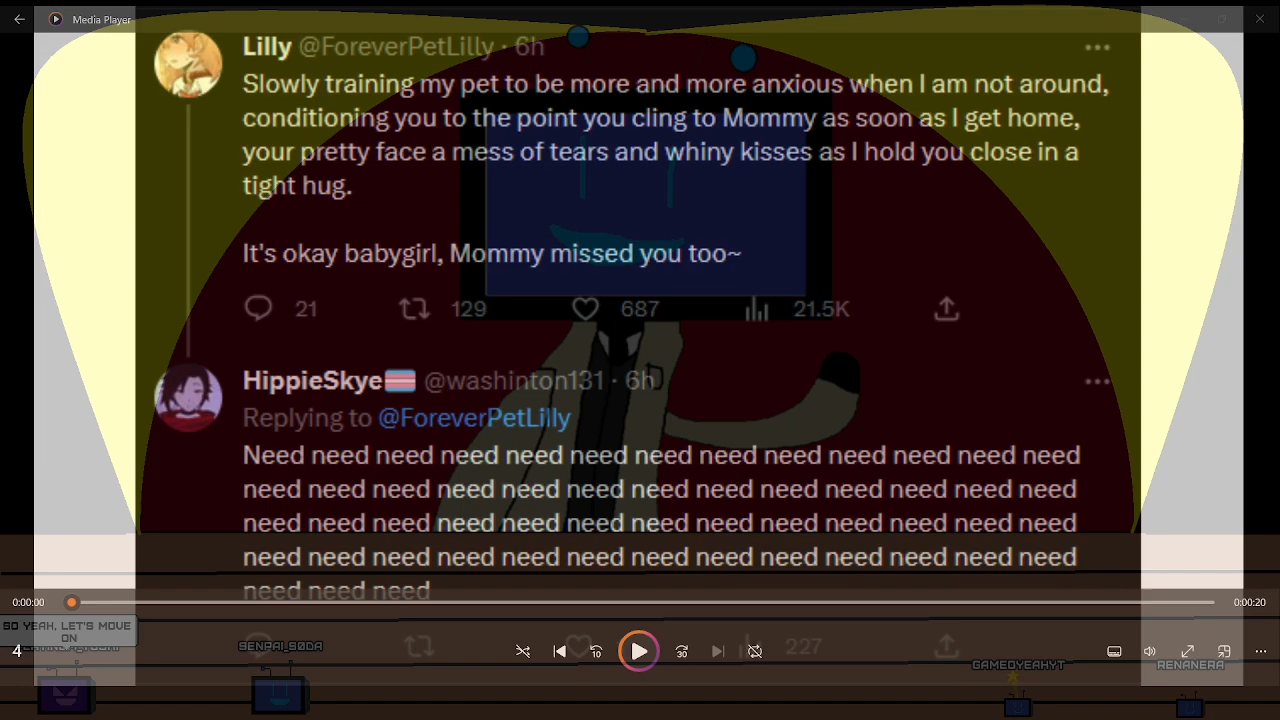 Media Player
Lilly @ForeverPetLilly · 6h
Slowly training my pet to be more and more anxious when I am not around,
conditioning you to the point you cling to Mommy as soon as I get home,
your pretty face a mess of tears and whiny kisses as I hold you close in a
tight hug.
It's okay babygirl, Mommy missed you too~
21 129 687 21.5K
HippieSkye @washinton131 · 6h
Replying to @ForeverPetLilly
Need need need need need need need need need need need need need
need need need need need need need need need need need need need
need need need need need need need need need need need need need
need need need need need need need need need need need need need
need need need
0:00:00 0:00:20
SO YEAH, LET'S MOVE
ON
4
10 30 227
SENPAI_SODA
GAMEOYEAKYT
RENANERA